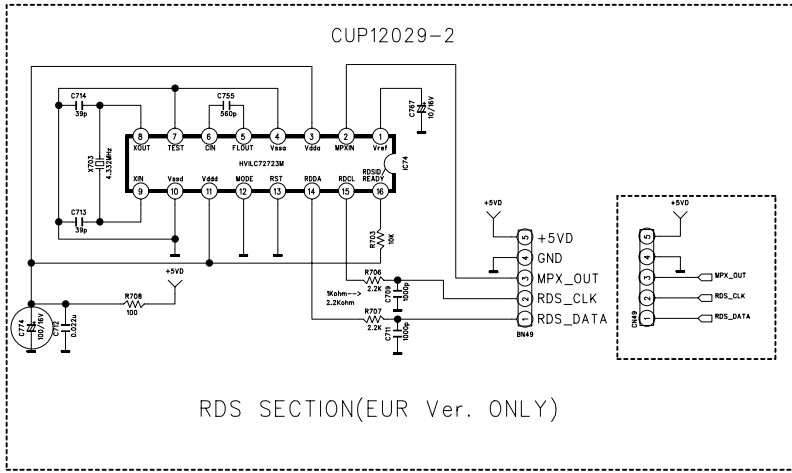 CUP12029-2
C714
39p
C755
560p
C767
10/16V
8
7
6
5
4
3
2
1
XOUT
TEST
CIN
FLOUT
Vssa
Vdda
MPXIN
Vref
X703
4.332MHz
HVILC72723M
IC74
XIN
Vssd
Vddd
MODE
RST
RDDA
RDCL
RDSID/
READY
9
10
11
12
13
14
15
16
C713
39p
R703
10K
+5VD
R708
100
C774
100/16V
C712
0.022u
1Kohm-->
2.2Kohm
R706
2.2K
C709
1000p
R707
2.2K
C711
1000p
+5VD
5
+5VD
4
GND
3
MPX_OUT
2
RDS_CLK
1
RDS_DATA
BN49
+5VD
5
4
3
MPX_OUT
2
RDS_CLK
1
RDS_DATA
CN49
RDS SECTION(EUR Ver. ONLY)